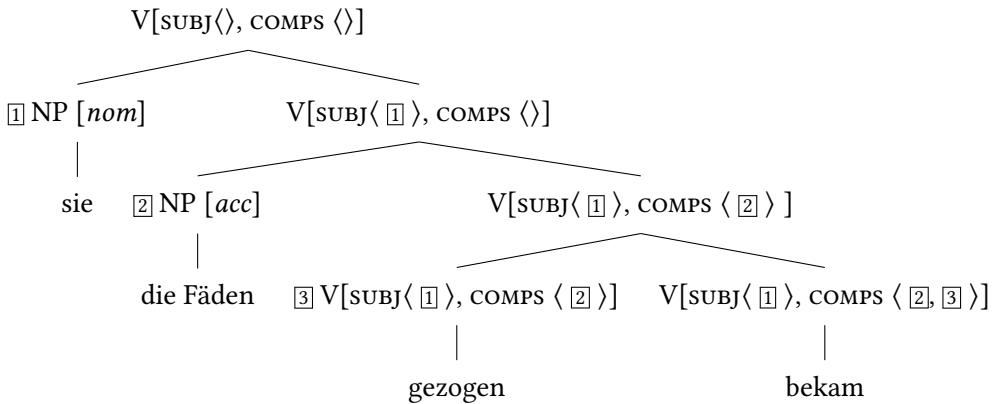 V[SUBJ⟨⟩, COMPS ⟨⟩]
1 NP [nom] V[SUBJ⟨ 1 ⟩, COMPS ⟨⟩]
sie 2 NP [acc] V[SUBJ⟨ 1 ⟩, COMPS ⟨ 2 ⟩ ]
die Fäden 3 V[SUBJ⟨ 1 ⟩, COMPS ⟨ 2 ⟩] V[SUBJ⟨ 1 ⟩, COMPS ⟨ 2, 3 ⟩]
gezogen bekam